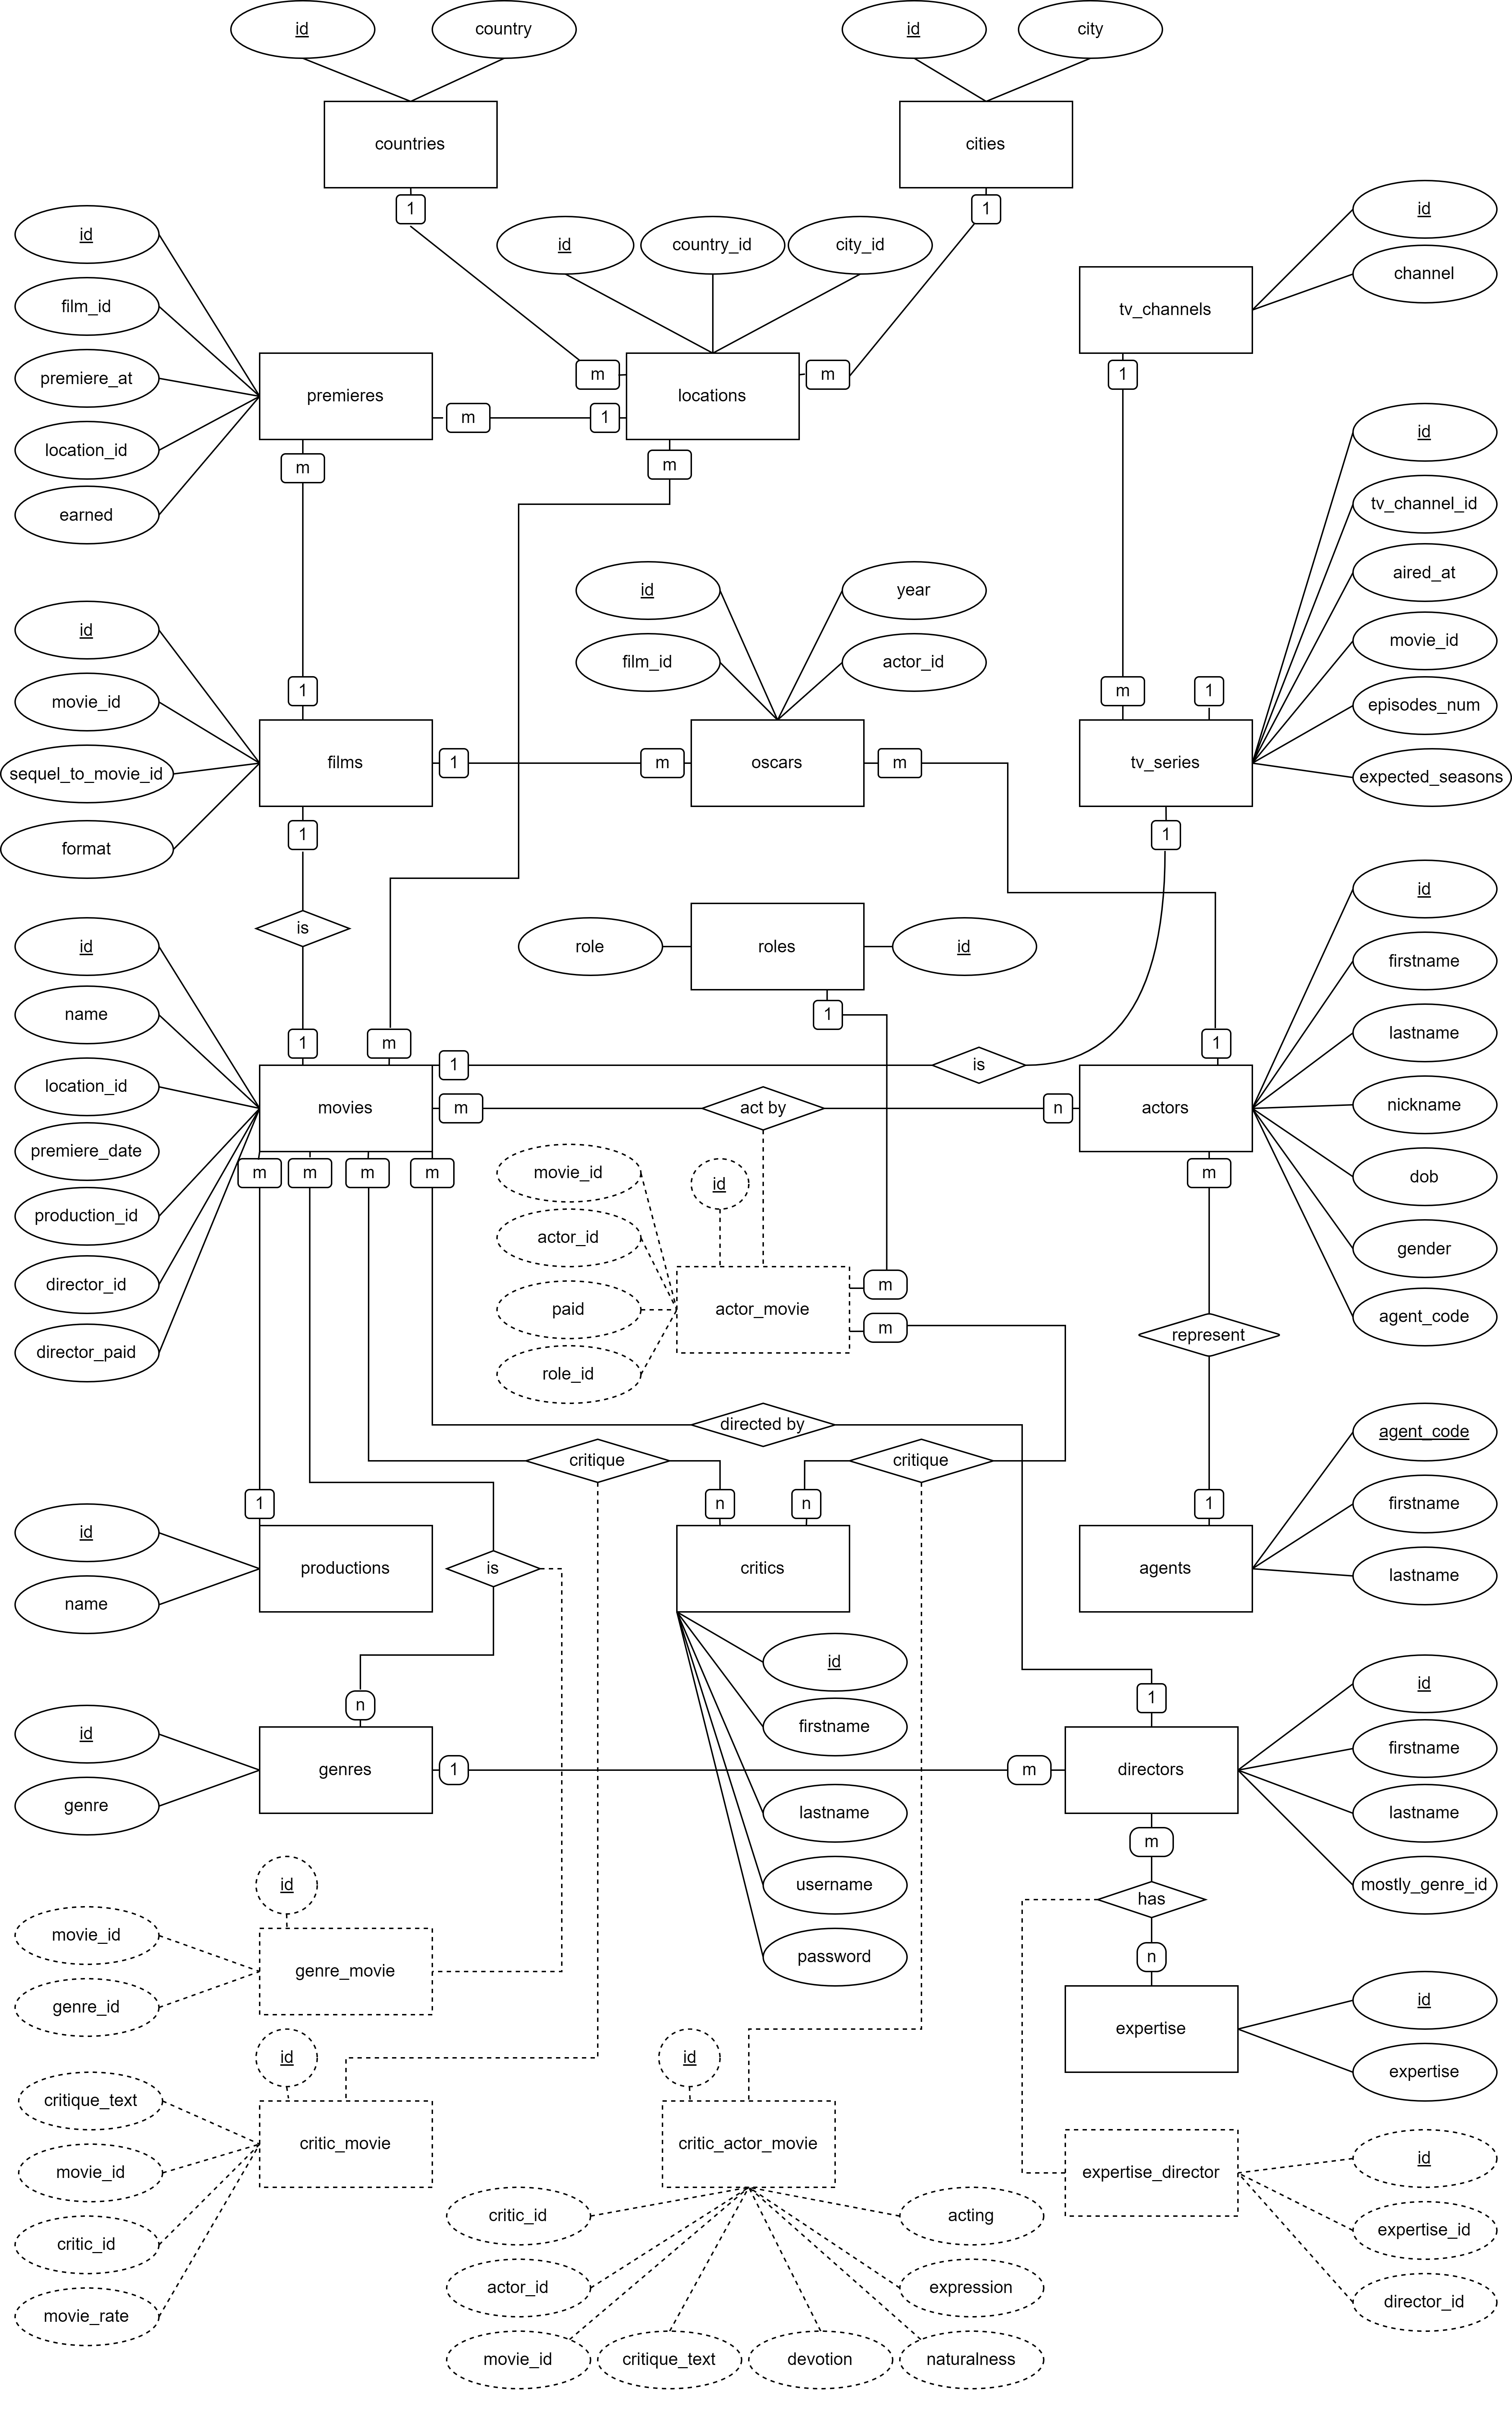 id
country
id
city
countries
cities
1
1
id
country_id
city_id
id
channel
tv_channels
id
film_id
premiere_at
location_id
earned
premieres
m
locations
m
m
1
1
m
m
id
tv_channel_id
aired_at
movie_id
episodes_num
expected_seasons
id
year
film_id
actor_id
id
movie_id
sequel_to_movie_id
format
1
m
1
films
1
m
oscars
m
tv_series
1
1
is
role
roles
id
1
id
firstname
lastname
nickname
dob
gender
agent_code
id
name
location_id
premiere_date
production_id
director_id
director_paid
1
m
1
is
1
movies
m
act by
n
actors
m
m
m
m
m
movie_id
id
actor_id
paid
role_id
actor_movie
m
m
represent
directed by
critique
critique
agent_code
firstname
lastname
1
n
n
1
id
name
productions
is
critics
agents
id
firstname
lastname
username
password
n
1
id
genre
genres
1
m
directors
id
firstname
lastname
mostly_genre_id
m
has
n
id
movie_id
genre_id
genre_movie
expertise
id
expertise
id
critique_text
movie_id
critic_id
movie_rate
critic_movie
id
critic_actor_movie
critic_id
acting
actor_id
expression
movie_id
critique_text
devotion
naturalness
expertise_director
id
expertise_id
director_id